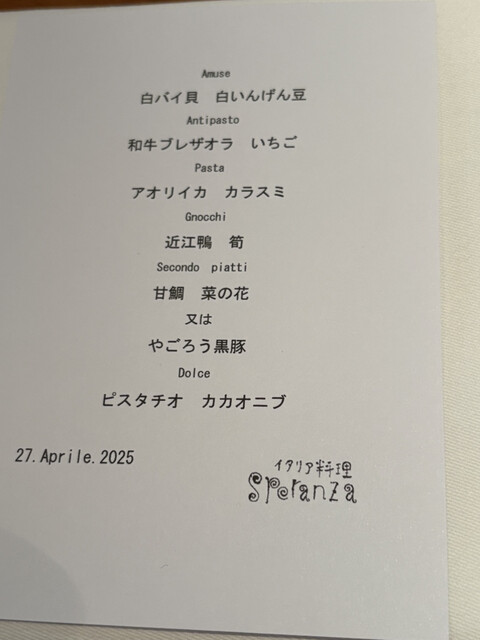 Amuse
白バイ貝　白いんげん豆
Antipasto
和牛ブレザオラ　いちご
Pasta
アオリイカ　カラスミ
Gnocchi
近江鴨　筍
Secondo piatti
甘鯛　菜の花
又は
やごろう黒豚
Dolce
ピスタチオ　カカオニブ
27.Aprile.2025
イタリア料理
Speranza